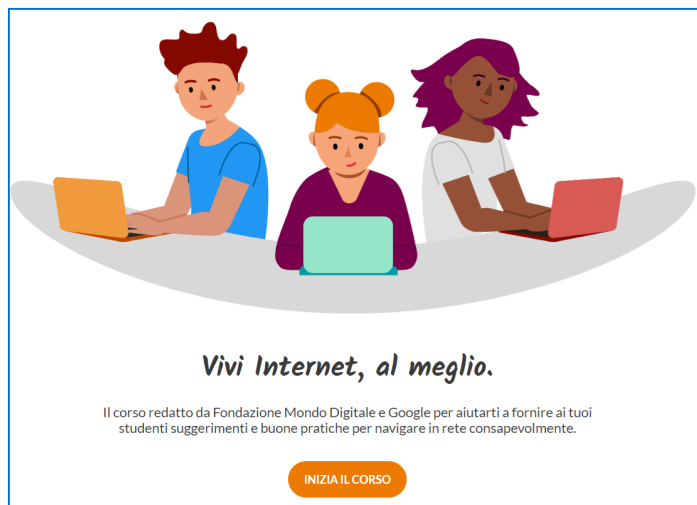 Vivi Internet, al meglio.
Il corso redatto da Fondazione Mondo Digitale e Google per aiutarti a fornire ai tuoi
studenti suggerimenti e buone pratiche per navigare in rete consapevolmente.
INIZIA IL CORSO